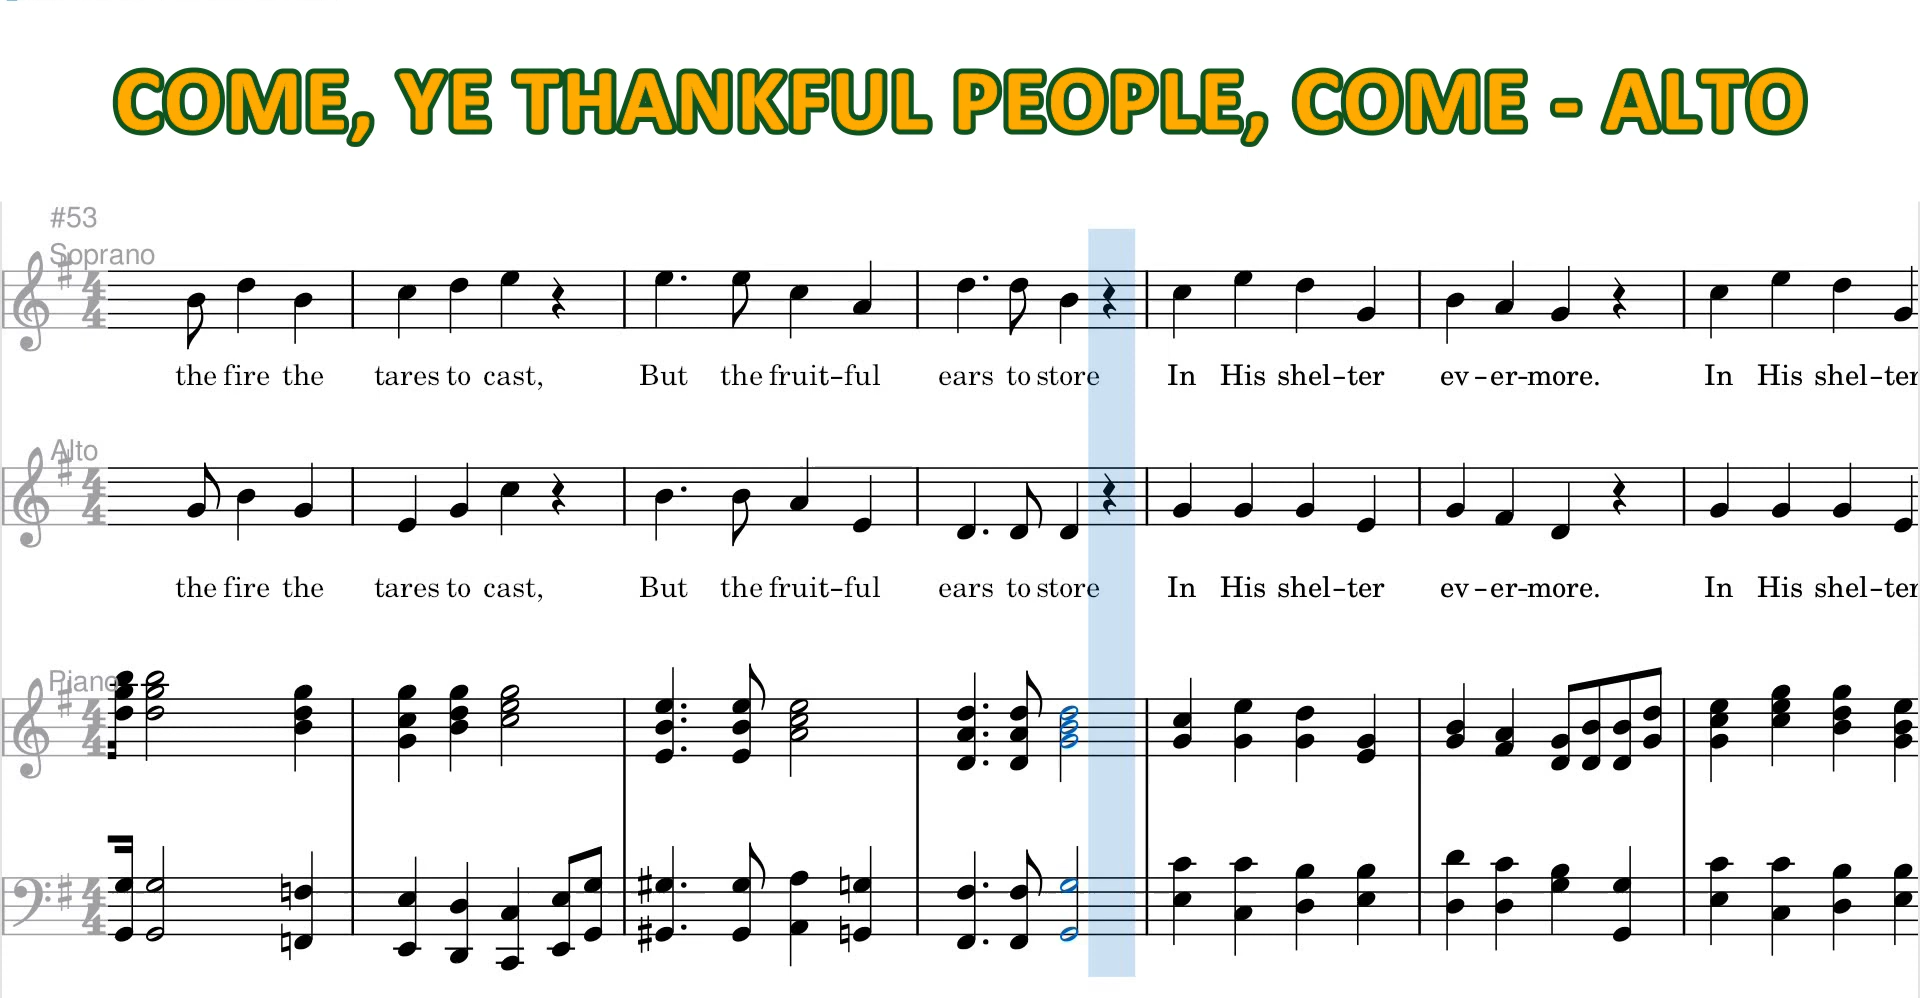 COME, YE THANKFUL PEOPLE, COME - ALTO
#53
Soprano
the fire the tares to cast, But the fruit-ful ears to store In His shel-ter ev-er-more. In His shel-ter
Alto
the fire the tares to cast, But the fruit-ful ears to store In His shel-ter ev-er-more. In His shel-ter
Piano